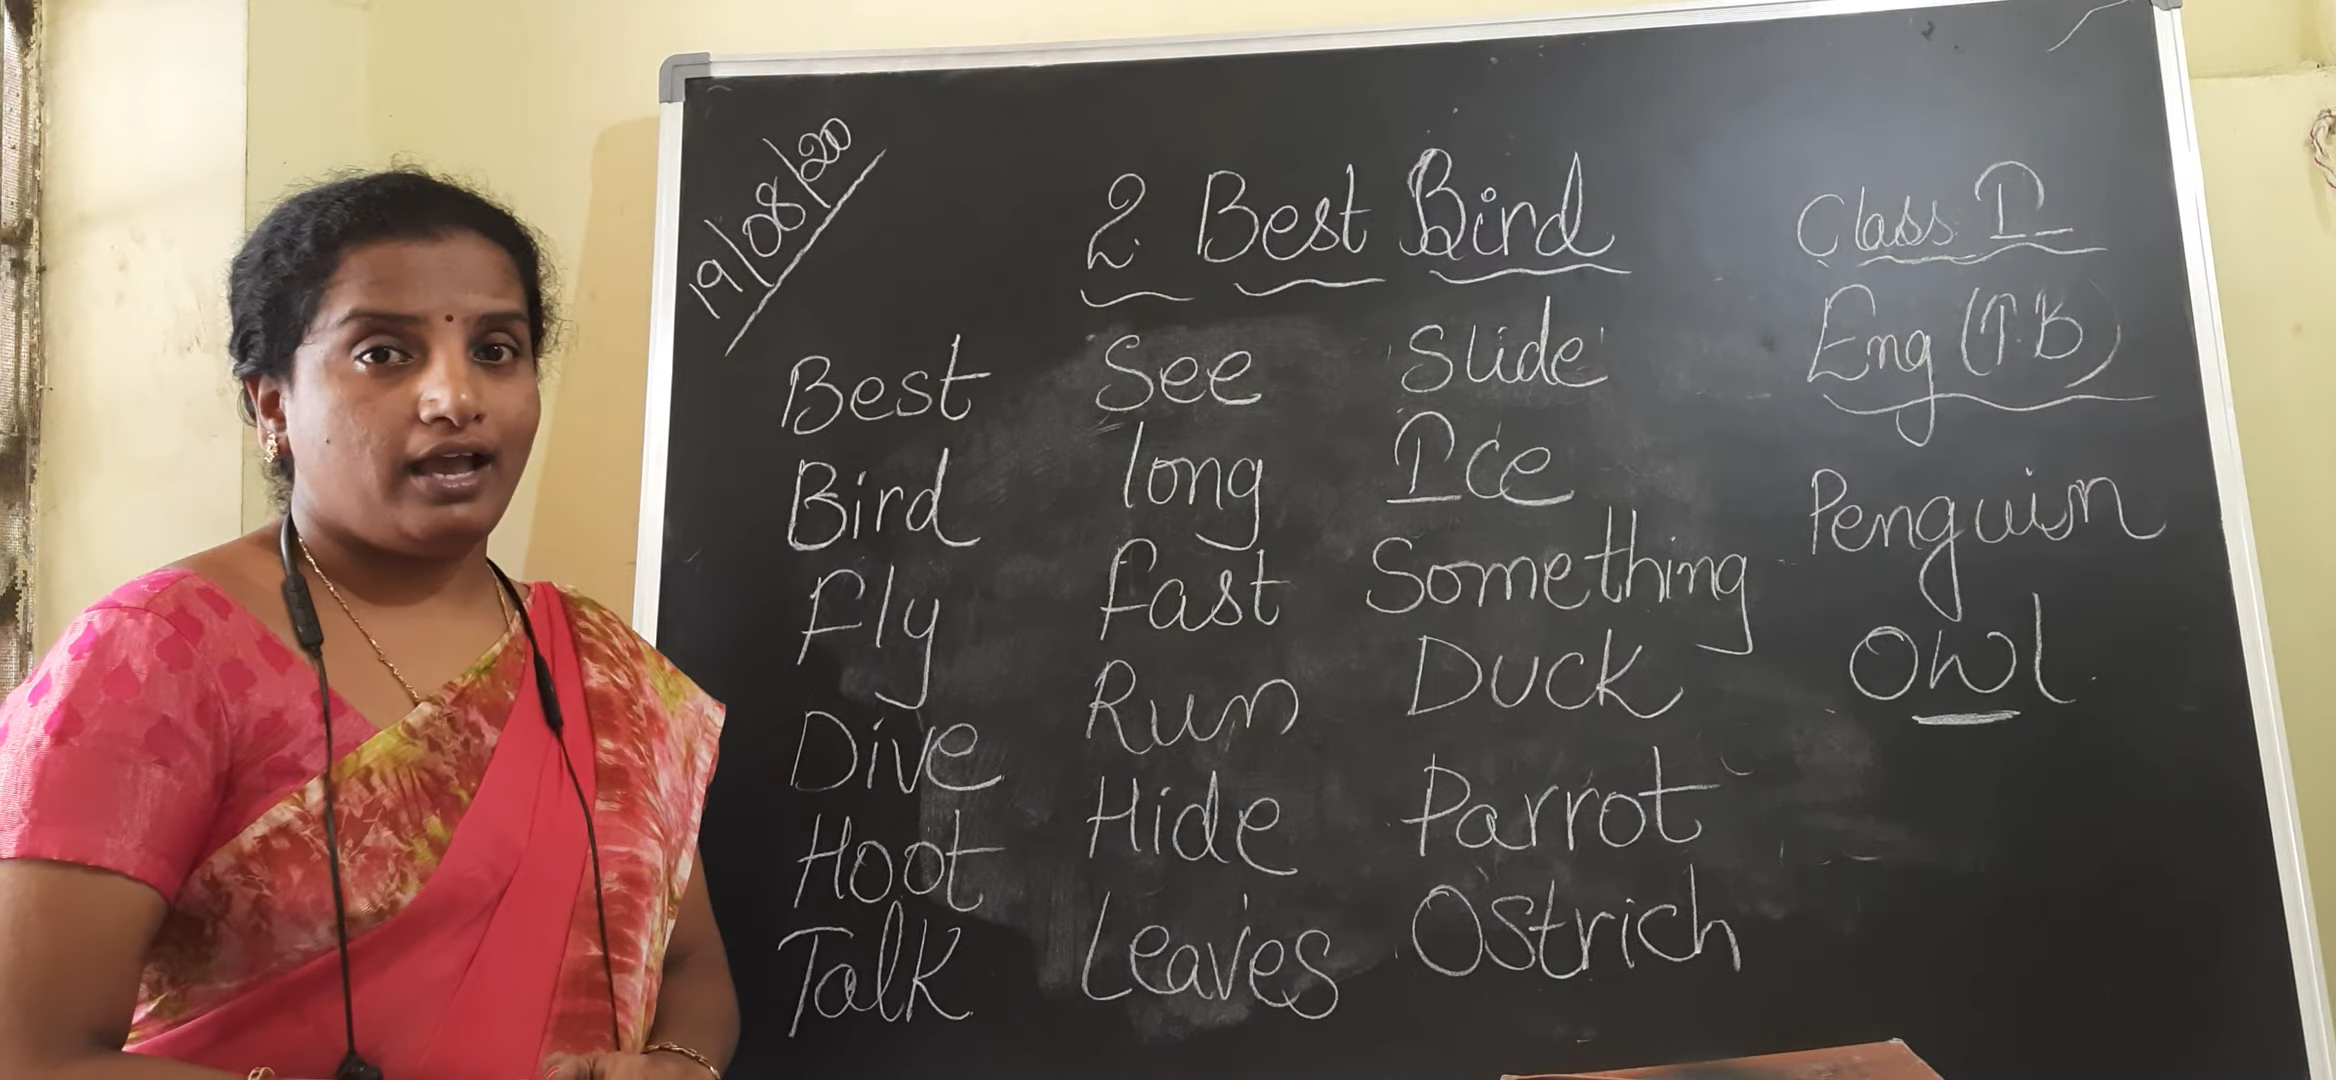 19/08/20
2 Best Bird
Class I
Eng (TB)
Best See Slide
Bird long Ice
Fly fast Something
Dive Run Duck
Hoot Hide Parrot
Talk Leaves Ostrich
Penguin
Owl